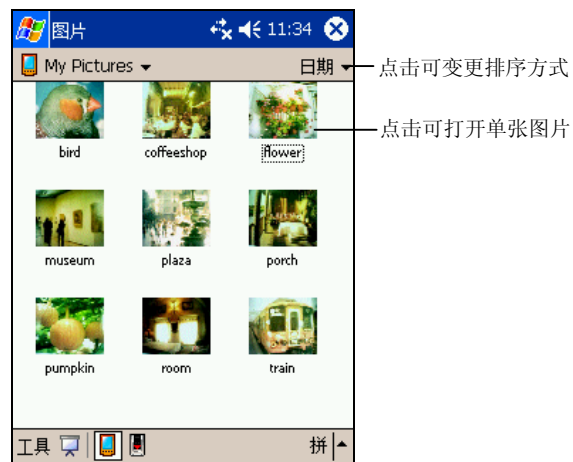 图片 11:34
My Pictures 日期
点击可变更排序方式
点击可打开单张图片
bird coffeeshop flower
museum plaza porch
pumpkin room train
工具 拼